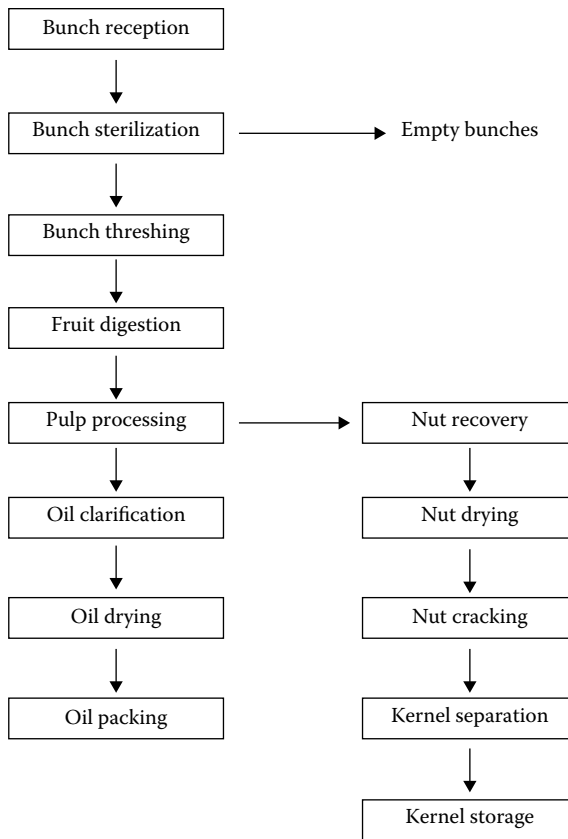 Bunch reception
Bunch sterilization
Empty bunches
Bunch threshing
Fruit digestion
Pulp processing
Nut recovery
Oil clarification
Nut drying
Oil drying
Nut cracking
Oil packing
Kernel separation
Kernel storage